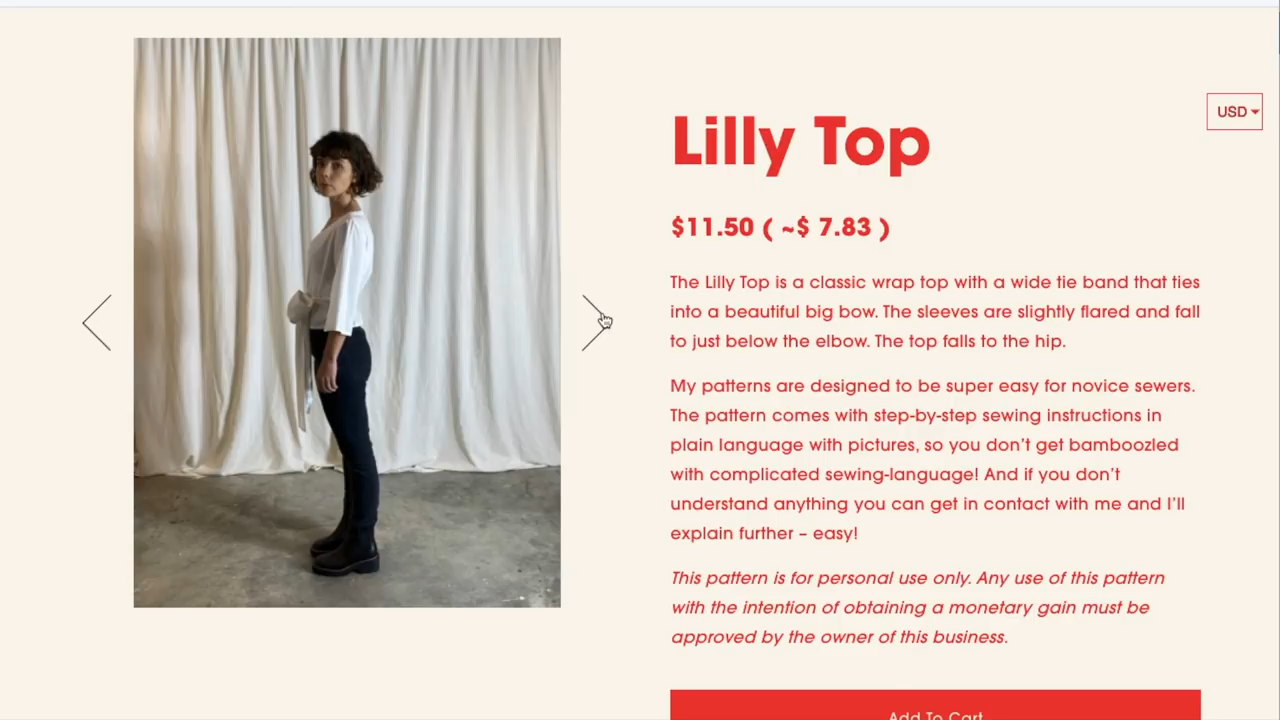 USD
Lilly Top
$11.50 ( ~$ 7.83 )
The Lilly Top is a classic wrap top with a wide tie band that ties
into a beautiful big bow. The sleeves are slightly flared and fall
to just below the elbow. The top falls to the hip.
My patterns are designed to be super easy for novice sewers.
The pattern comes with step-by-step sewing instructions in
plain language with pictures, so you don’t get bamboozled
with complicated sewing-language! And if you don’t
understand anything you can get in contact with me and I’ll
explain further – easy!
This pattern is for personal use only. Any use of this pattern
with the intention of obtaining a monetary gain must be
approved by the owner of this business.
Add To Cart